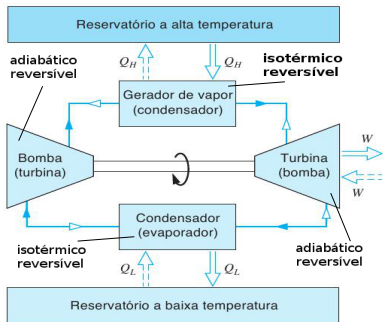 Reservatório a alta temperatura
adiabático
reversível
Q_H
Q_H
isotérmico
reversível
Gerador de vapor
(condensador)
Bomba
(turbina)
Turbina
(bomba)
W
W
Condensador
(evaporador)
isotérmico
reversível
adiabático
reversível
Q_L
Q_L
Reservatório a baixa temperatura